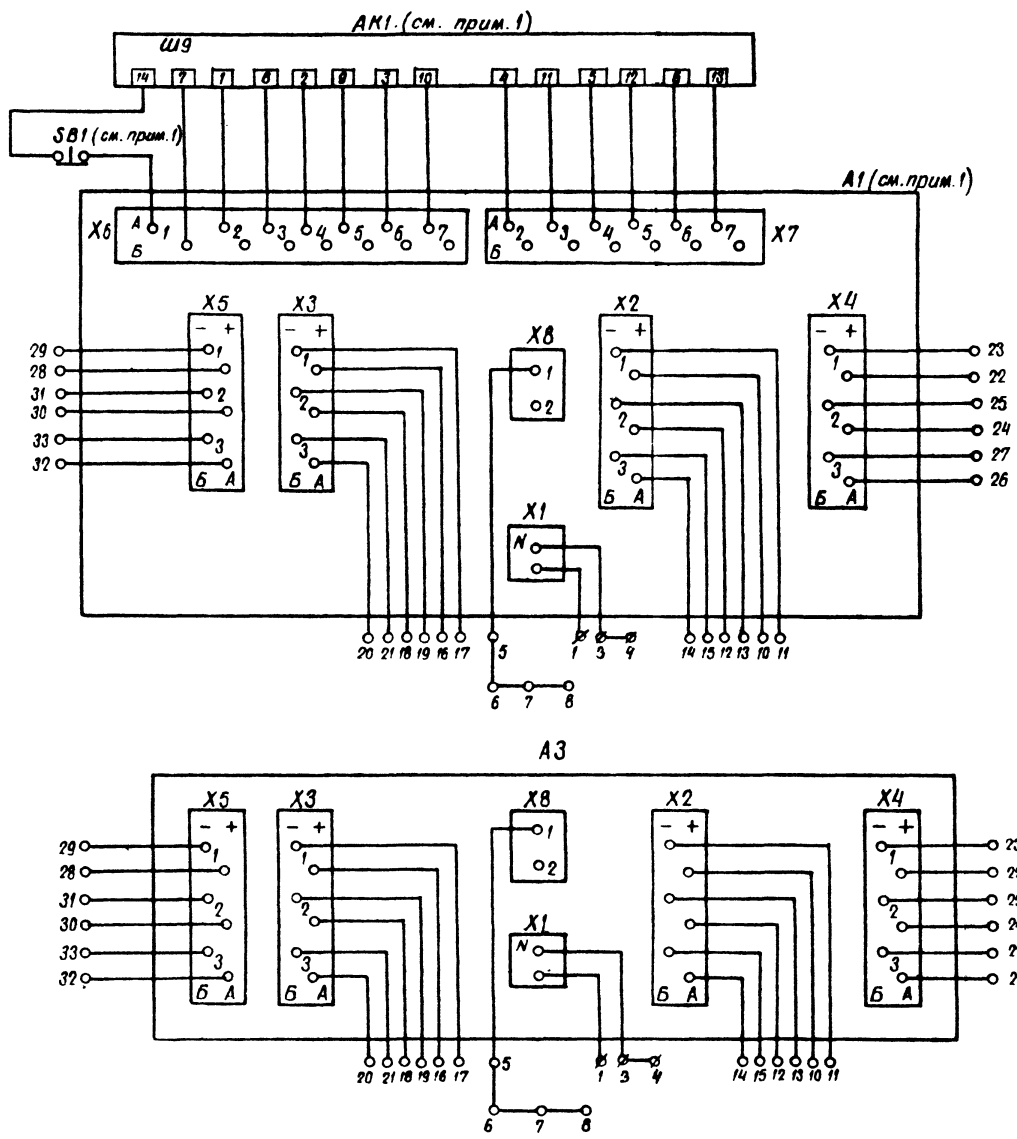 АК1. (см. прим. 1)
Ш9
14 7 1 8 2 9 3 10 4 11 5 12 6 13
SB1 (см. прим. 1)
А1 (см. прим. 1)
Х6 А 1 2 3 4 5 6 7 Б
А 2 3 4 5 6 7 Б Х7
Х5 Х3 Х8 Х2 Х4
- + - + - + - +
29 1 1 1 1 1 23
28 22
31 2 2 2 2 2 25
30 24
33 3 3 3 3 27
32 26
Б А Б А Б А Б А
Х1
N
20 21 18 19 16 17 5 1 3 4 14 15 12 13 10 11
6 7 8
А3
Х5 Х3 Х8 Х2 Х4
- + - + - + - +
29 1 1 1 1 23
28 2
31 2 2 2
30 2
33 3 3 3
32
Б А Б А Б А Б А
Х1
N
20 21 18 19 16 17 5 1 3 4 14 15 12 13 10 11
6 7 8